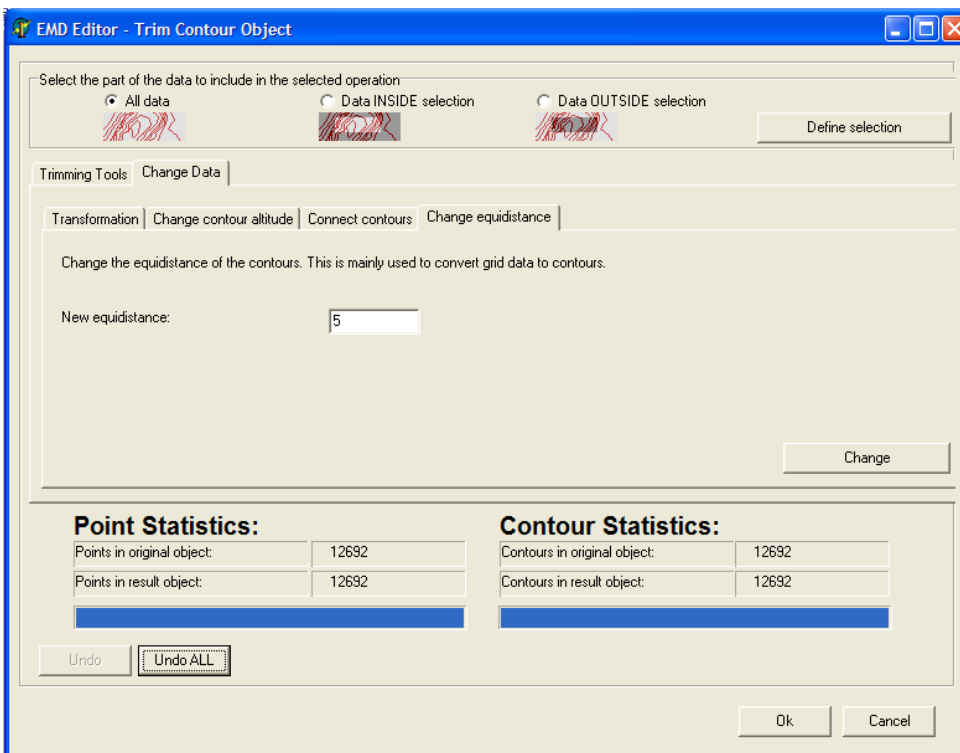 EMD Editor - Trim Contour Object
Select the part of the data to include in the selected operation
All data
Data INSIDE selection
Data OUTSIDE selection
Define selection
Trimming Tools
Change Data
Transformation
Change contour altitude
Connect contours
Change equidistance
Change the equidistance of the contours. This is mainly used to convert grid data to contours.
New equidistance:
5
Change
Point Statistics:
Contour Statistics:
Points in original object:
12692
Contours in original object:
12692
Points in result object:
12692
Contours in result object:
12692
Undo
Undo ALL
Ok
Cancel